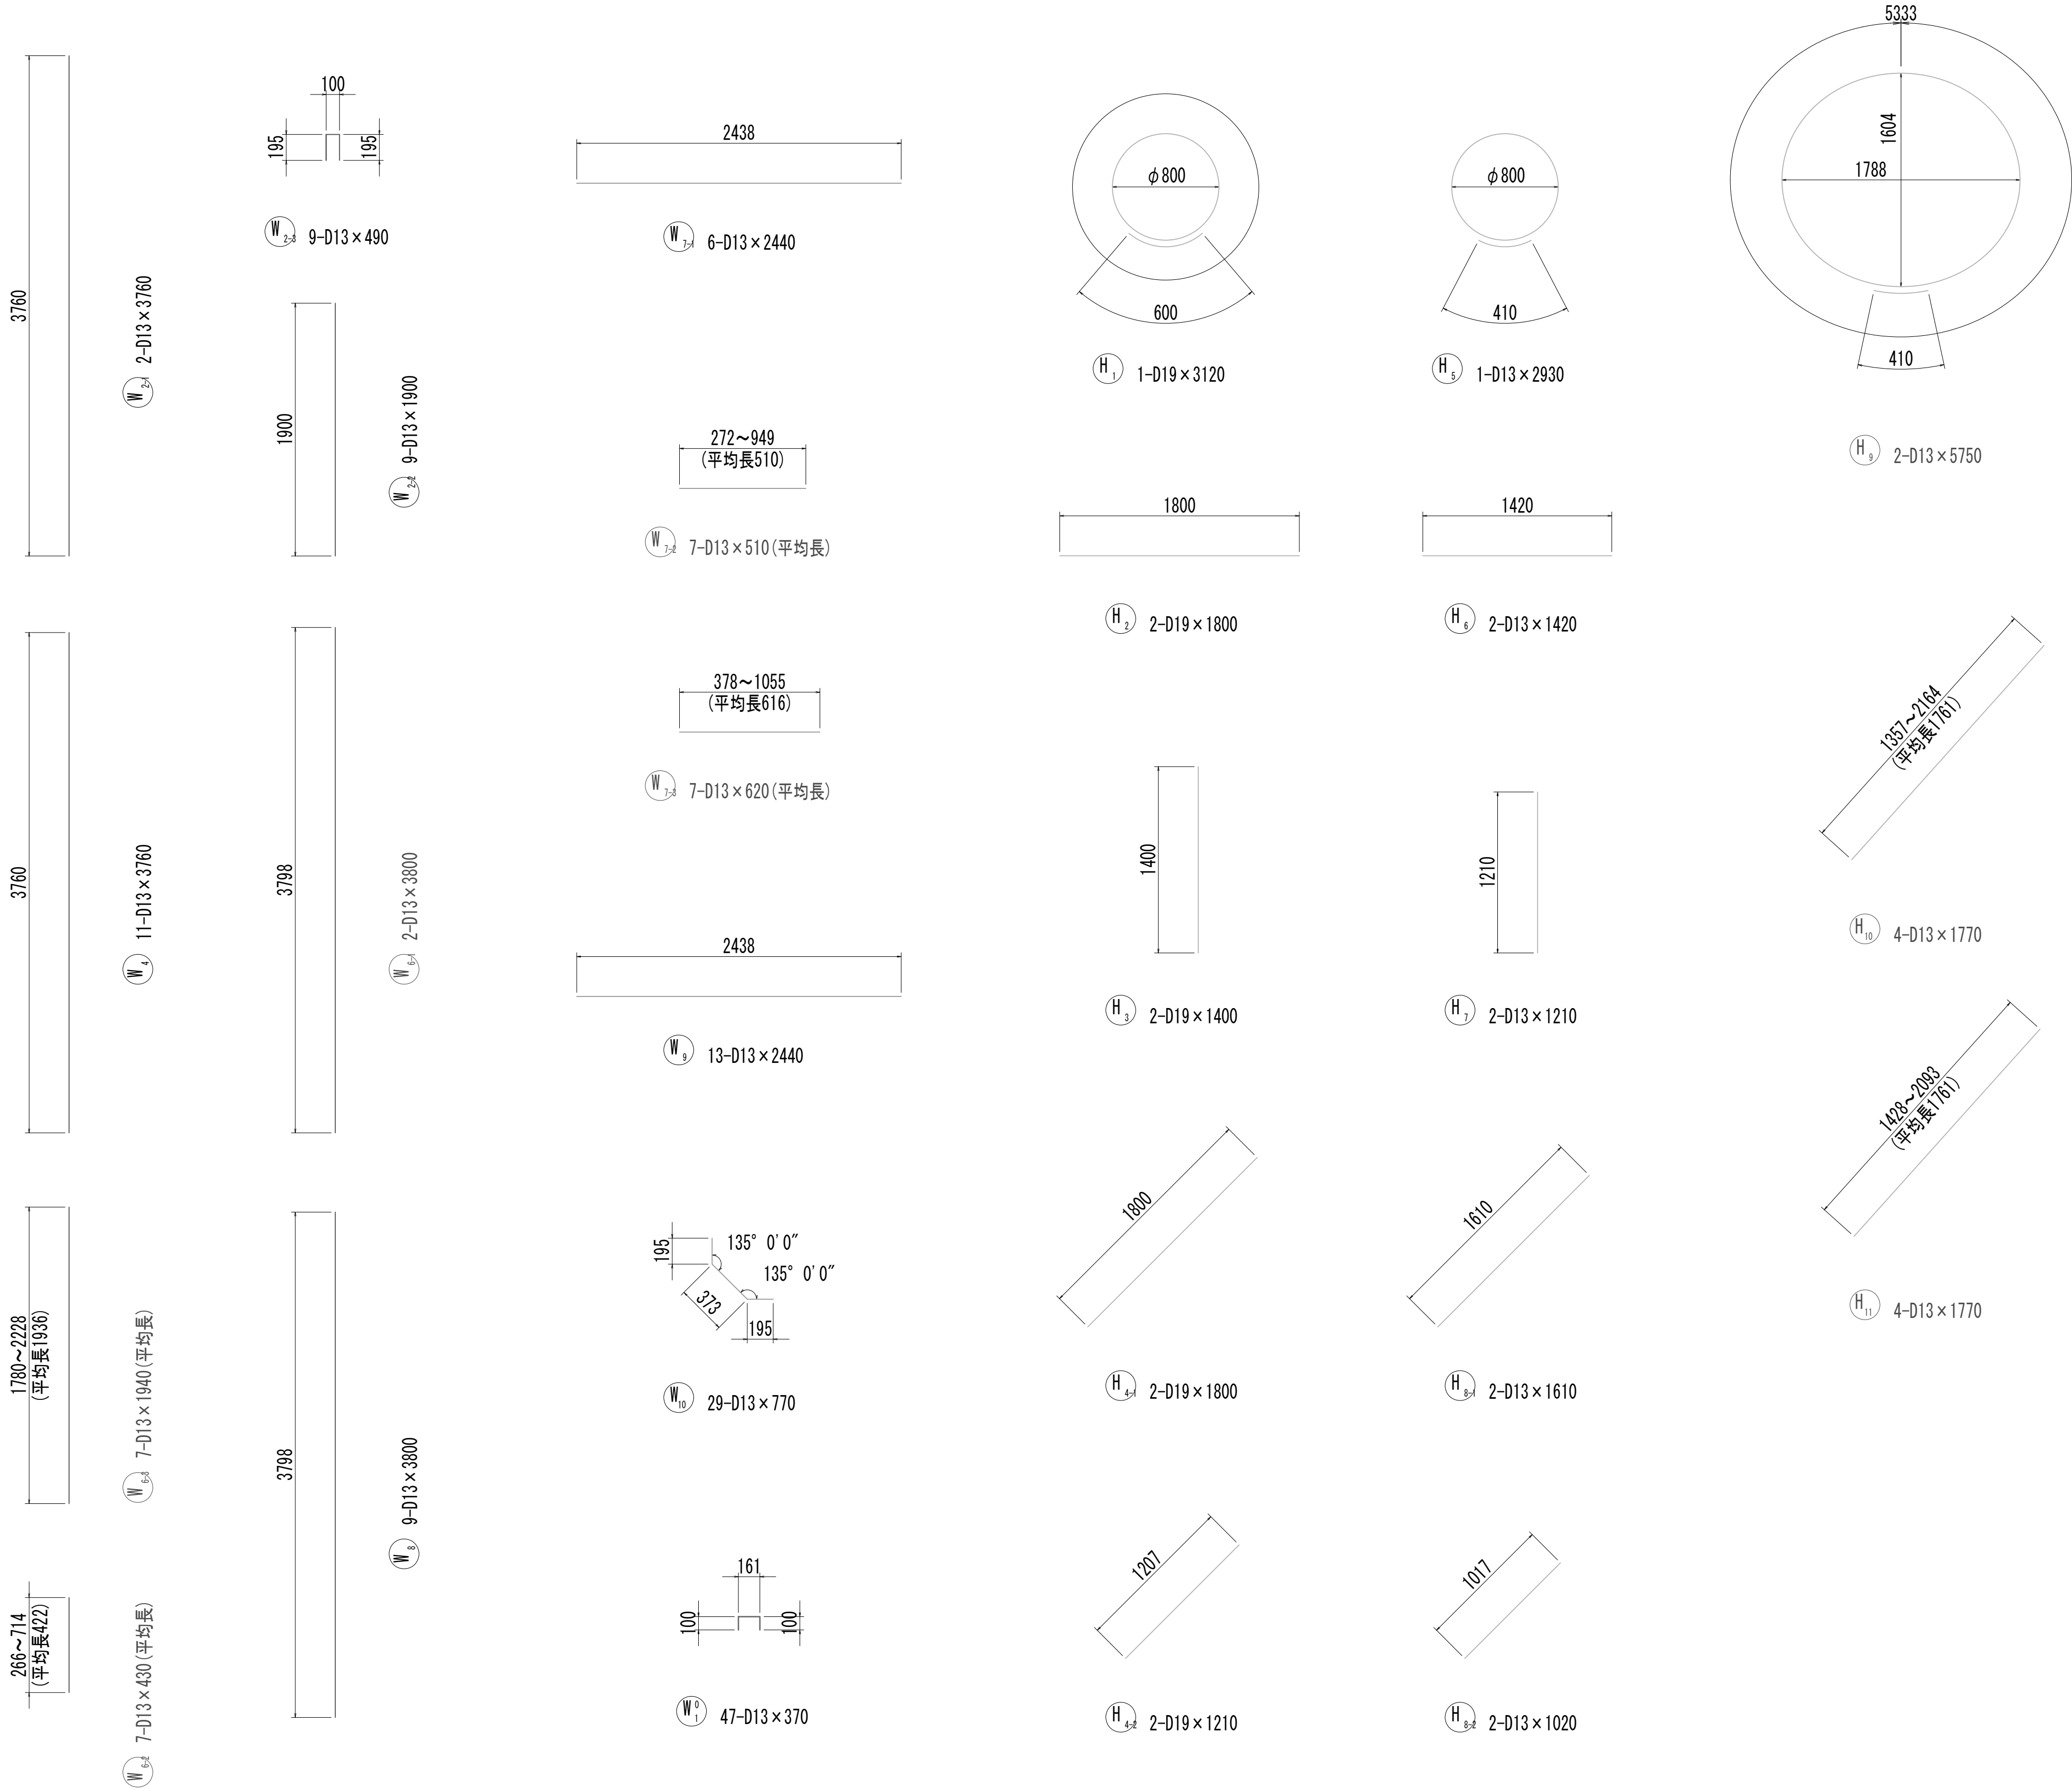 3760
W2-1 2-D13×3760
3760
W4 11-D13×3760
1780~2228
(平均長1936)
W6-3 7-D13×1940(平均長)
266~714
(平均長422)
W6-2 7-D13×430(平均長)
100
195
195
W2-3 9-D13×490
1900
W2-2 9-D13×1900
3798
W6-1 2-D13×3800
3798
W8 9-D13×3800
2438
W7-1 6-D13×2440
272~949
(平均長510)
W7-2 7-D13×510(平均長)
378~1055
(平均長616)
W7-3 7-D13×620(平均長)
2438
W9 13-D13×2440
195
135° 0'0"
135° 0'0"
373
195
W10 29-D13×770
161
100
100
W01 47-D13×370
φ800
600
H1 1-D19×3120
1800
H2 2-D19×1800
1400
H3 2-D19×1400
1800
H4-1 2-D19×1800
1207
H4-2 2-D19×1210
φ800
410
H5 1-D13×2930
1420
H6 2-D13×1420
1210
H7 2-D13×1210
1610
H8-1 2-D13×1610
1017
H8-2 2-D13×1020
5333
1604
1788
410
H9 2-D13×5750
1357~2164
(平均長1761)
H10 4-D13×1770
1428~2093
(平均長1761)
H11 4-D13×1770